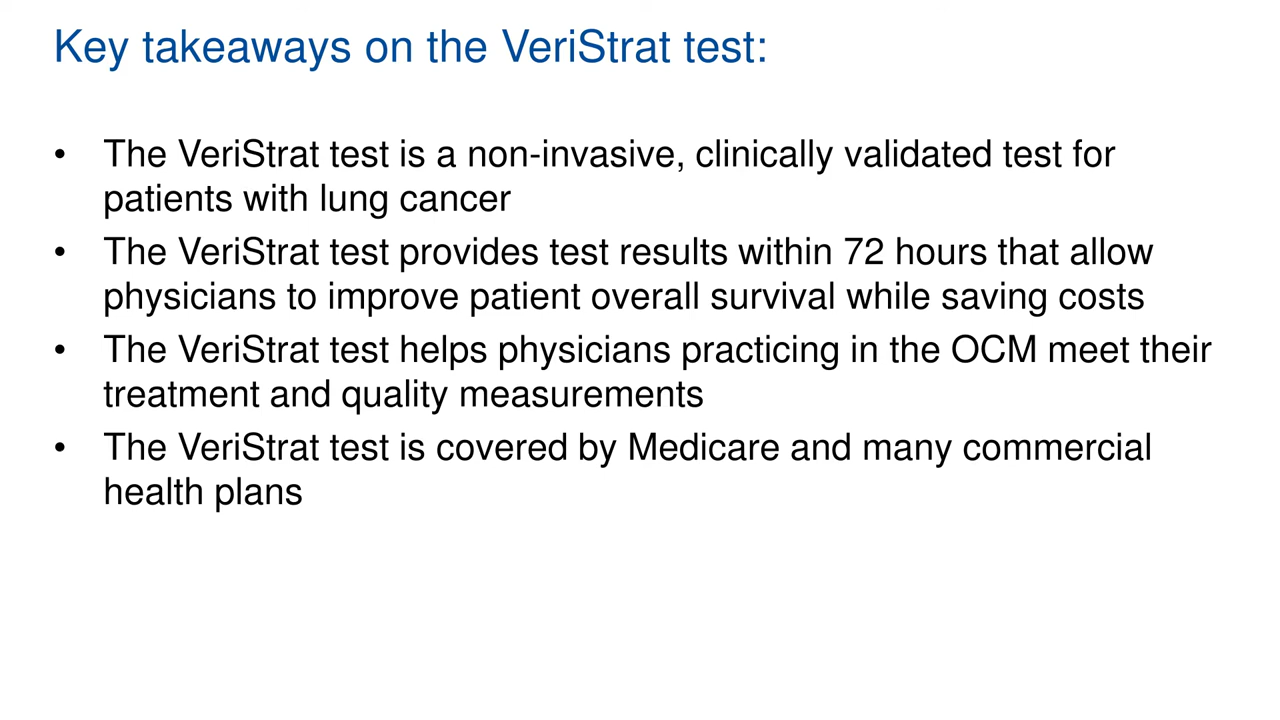 Key takeaways on the VeriStrat test:
• The VeriStrat test is a non-invasive, clinically validated test for
patients with lung cancer
• The VeriStrat test provides test results within 72 hours that allow
physicians to improve patient overall survival while saving costs
• The VeriStrat test helps physicians practicing in the OCM meet their
treatment and quality measurements
• The VeriStrat test is covered by Medicare and many commercial
health plans